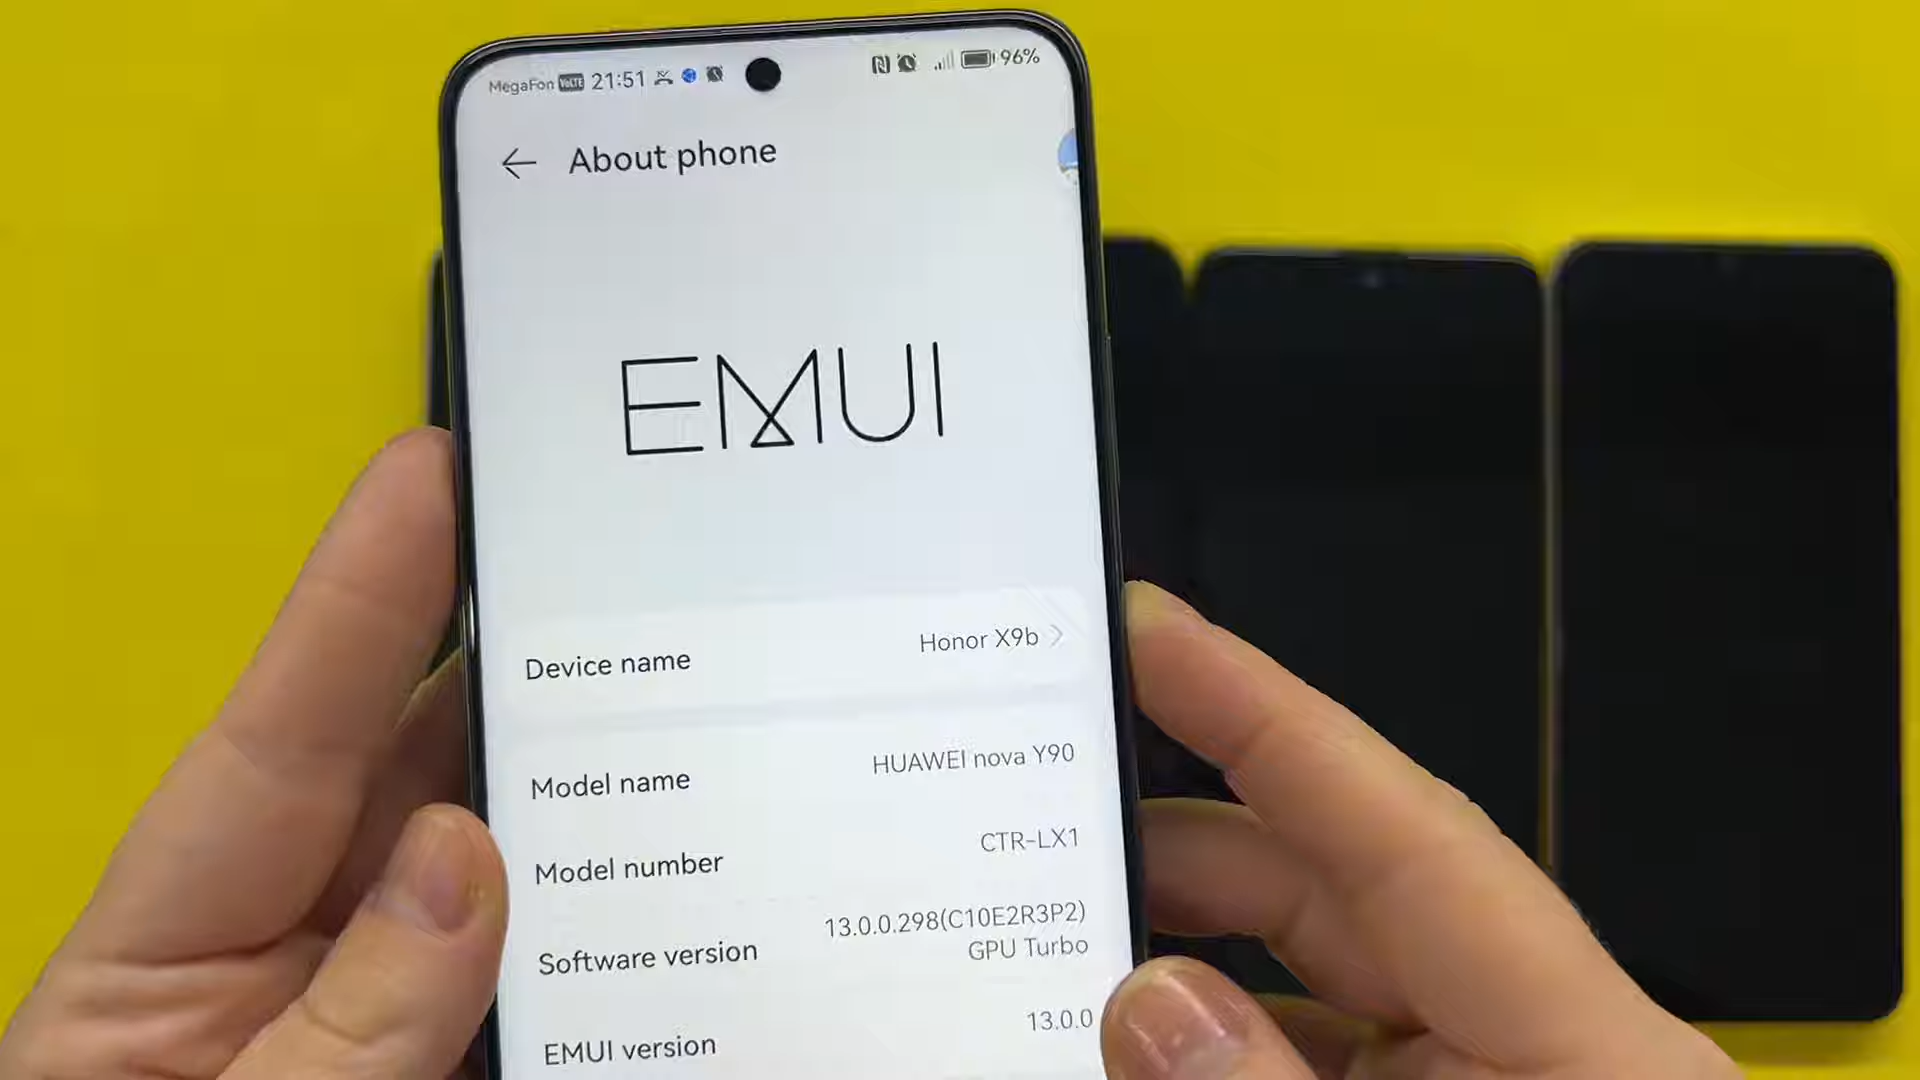 MegaFon VoLTE 21:51 96%
About phone
EMUI
Device name Honor X9b
Model name HUAWEI nova Y90
Model number CTR-LX1
Software version 13.0.0.298(C10E2R3P2)
GPU Turbo
EMUI version 13.0.0